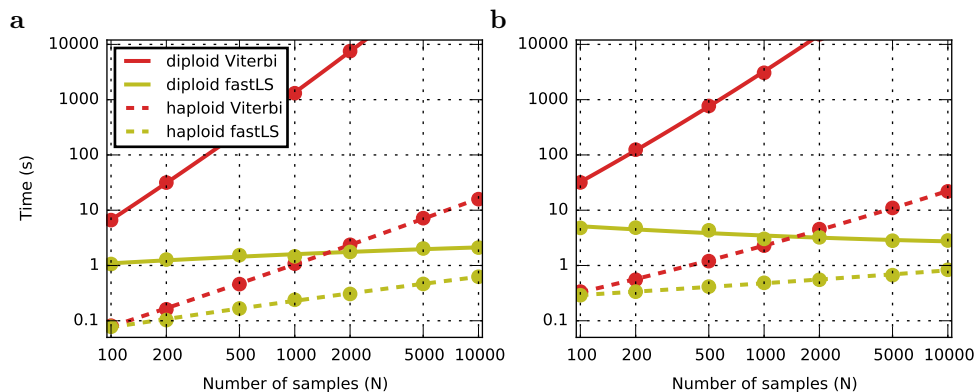 a
10000
1000
100
10
1
0.1
Time (s)
diploid Viterbi
diploid fastLS
haploid Viterbi
haploid fastLS
100 200 500 1000 2000 5000 10000
Number of samples (N)
b
10000
1000
100
10
1
0.1
100 200 500 1000 2000 5000 10000
Number of samples (N)